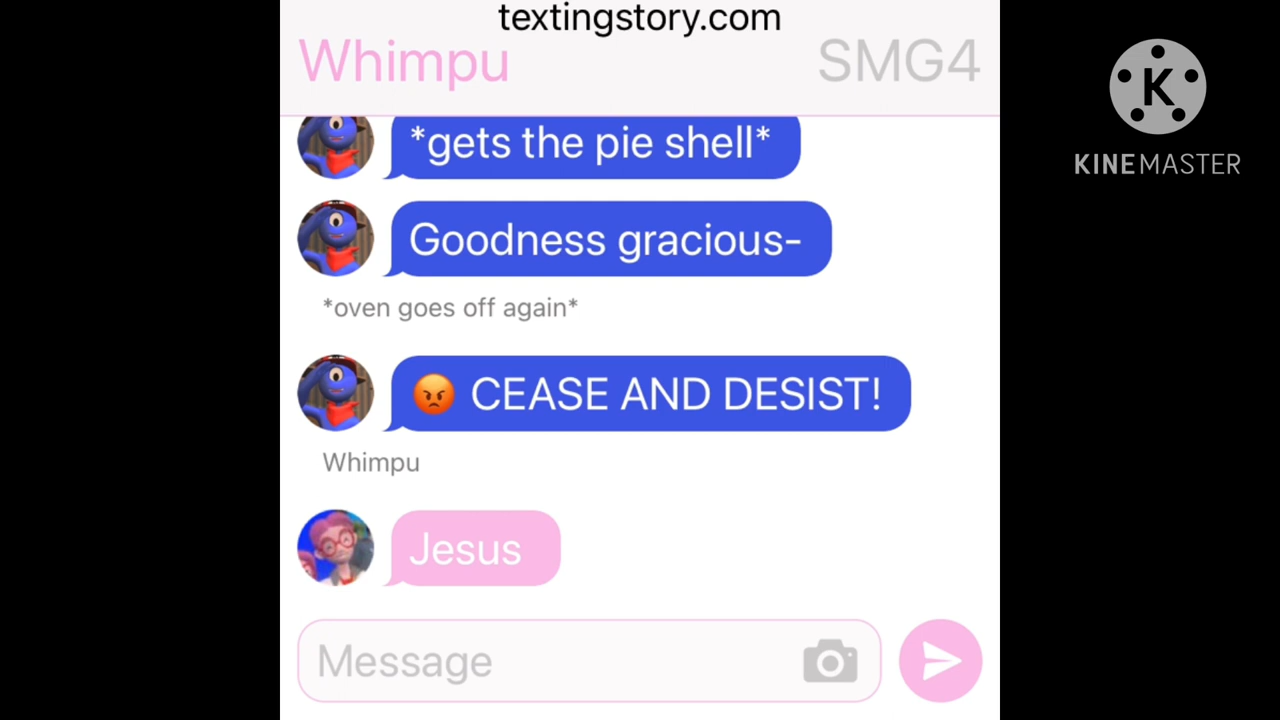 textingstory.com
Whimpu SMG4
*gets the pie shell*
Goodness gracious-
*oven goes off again*
😡 CEASE AND DESIST!
Whimpu
Jesus
Message
K
KINEMASTER